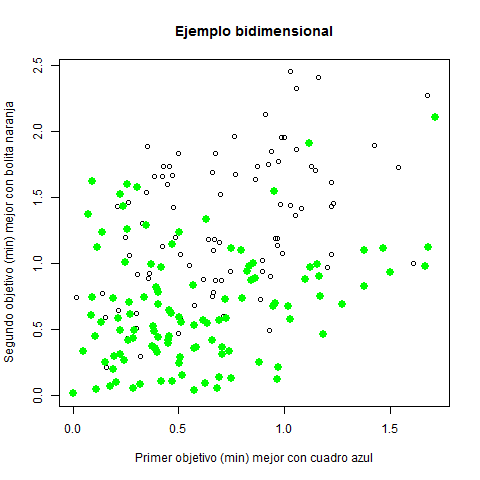 Ejemplo bidimensional
Segundo objetivo (min) mejor con bolita naranja
2.5
2.0
1.5
1.0
0.5
0.0
0.0 0.5 1.0 1.5
Primer objetivo (min) mejor con cuadro azul